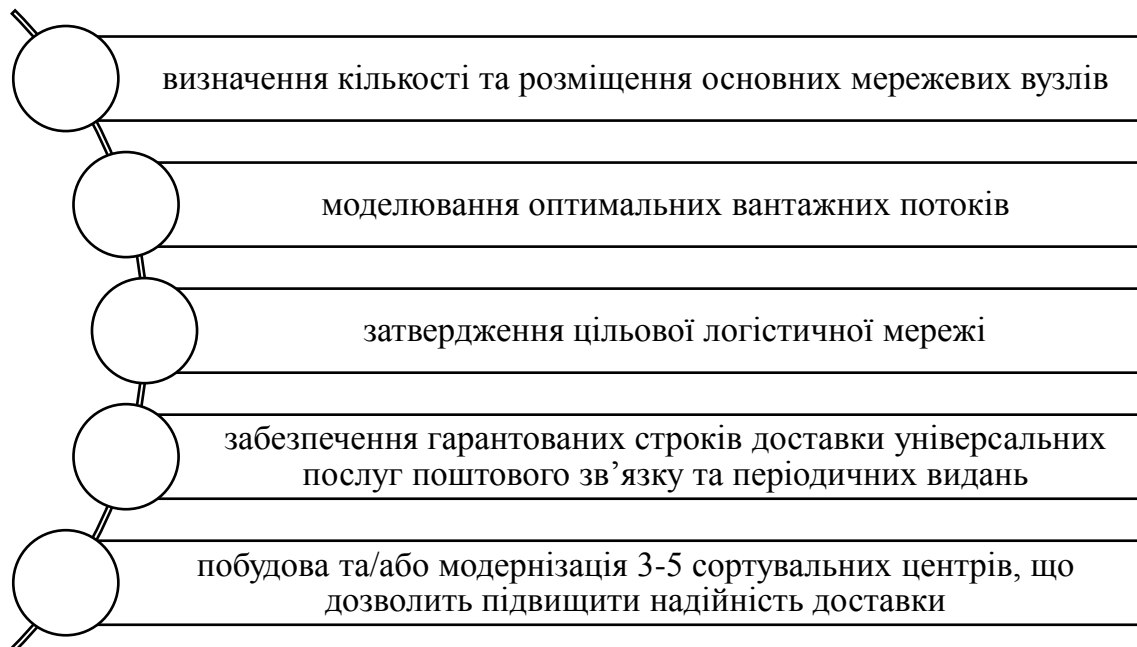 визначення кількості та розміщення основних мережевих вузлів
моделювання оптимальних вантажних потоків
затвердження цільової логістичної мережі
забезпечення гарантованих строків доставки універсальних
послуг поштового зв’язку та періодичних видань
побудова та/або модернізація 3-5 сортувальних центрів, що
дозволить підвищити надійність доставки